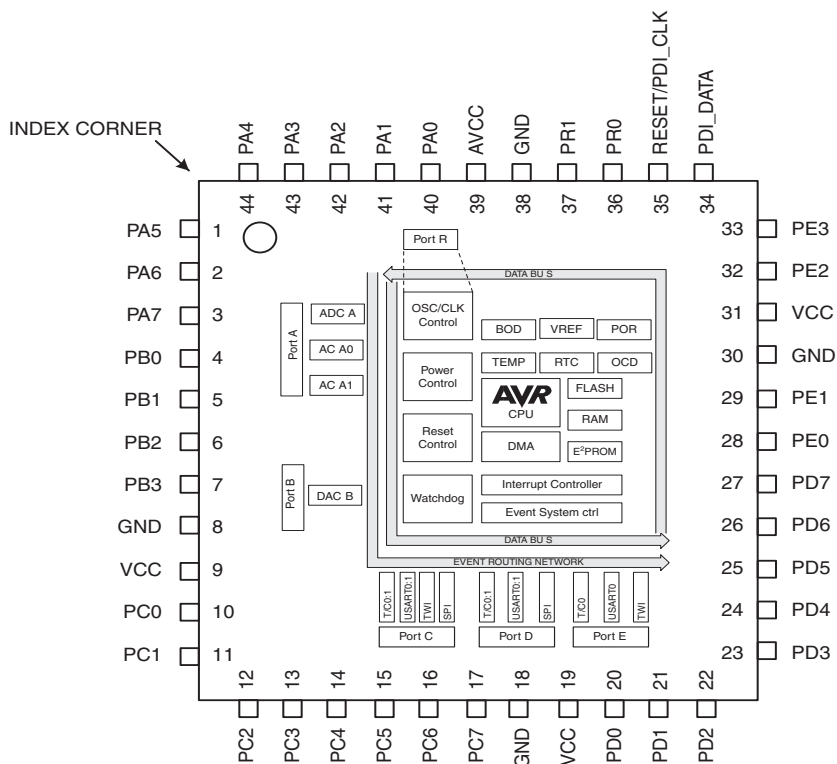 INDEX CORNER
PA4
PA3
PA2
PA1
PA0
AVCC
GND
PR1
PR0
RESET/PDI_CLK
PDI_DATA
44
43
42
41
40
39
38
37
36
35
34
PA5 1
PA6 2
PA7 3
PB0 4
PB1 5
PB2 6
PB3 7
GND 8
VCC 9
PC0 10
PC1 11
Port R
DATA BU S
OSC/CLK
Control
Port A
ADC A
AC A0
AC A1
BOD
VREF
POR
Power
Control
TEMP
RTC
OCD
AVR
CPU
FLASH
RAM
Reset
Control
DMA
E²PROM
Port B
DAC B
Watchdog
Interrupt Controller
Event System ctrl
DATA BU S
EVENT ROUTING NETWORK
T/C0:1
USART0:1
TWI
SPI
T/C0:1
USART0:1
SPI
T/C0
USART0
TWI
Port C
Port D
Port E
33 PE3
32 PE2
31 VCC
30 GND
29 PE1
28 PE0
27 PD7
26 PD6
25 PD5
24 PD4
23 PD3
12
13
14
15
16
17
18
19
20
21
22
PC2
PC3
PC4
PC5
PC6
PC7
GND
VCC
PD0
PD1
PD2